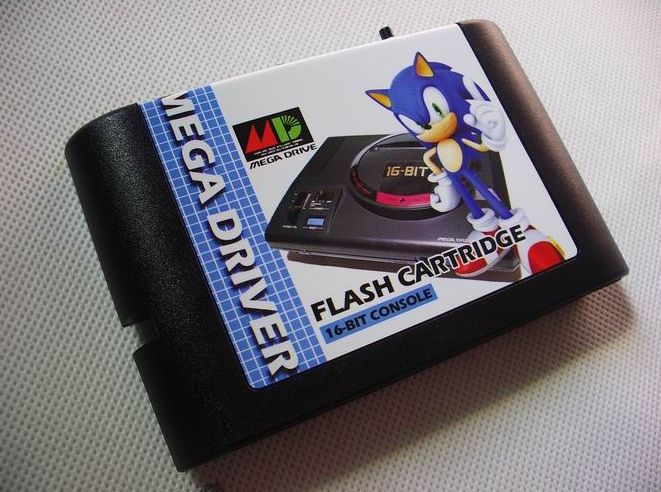 MEGA DRIVER
MD
MEGA DRIVE
16-BIT
MEGA DRIVE
FLASH CARTRIDGE
16-BIT CONSOLE